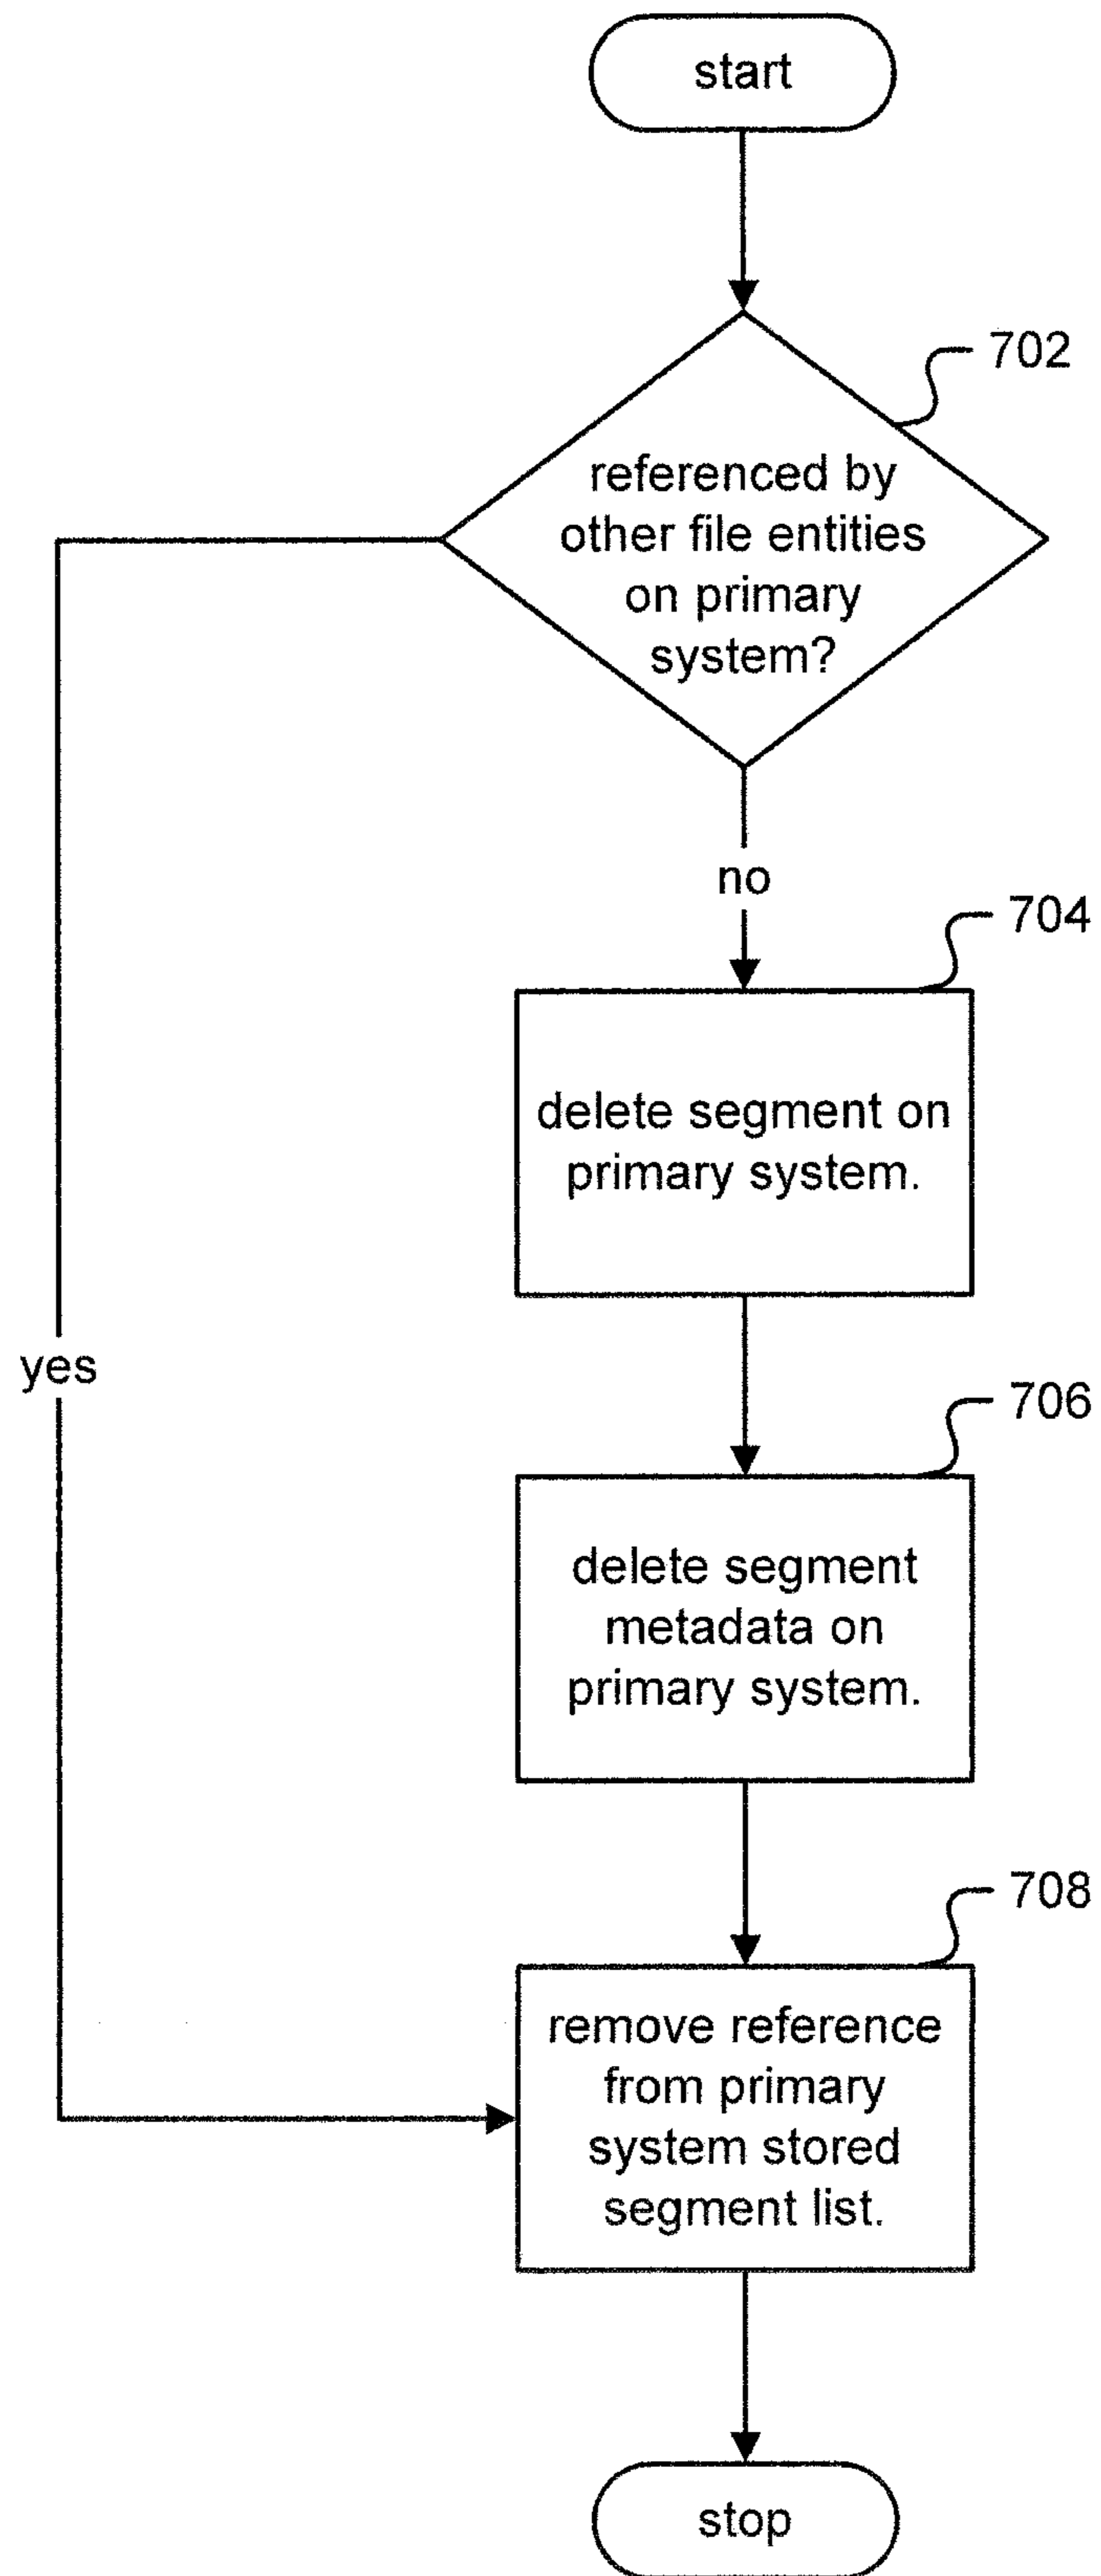 start
702
referenced by
other file entities
on primary
system?
no
704
delete segment on
primary system.
yes
706
delete segment
metadata on
primary system.
708
remove reference
from primary
system stored
segment list.
stop